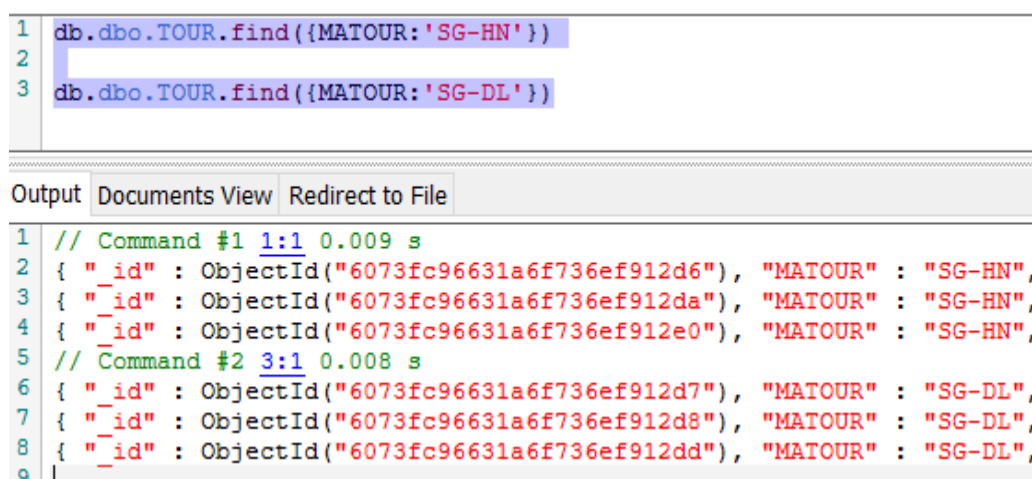 1 db.dbo.TOUR.find({MATOUR:'SG-HN'})
2
3 db.dbo.TOUR.find({MATOUR:'SG-DL'})
Output Documents View Redirect to File
1 // Command #1 1:1 0.009 s
2 { "_id" : ObjectId("6073fc96631a6f736ef912d6"), "MATOUR" : "SG-HN",
3 { "_id" : ObjectId("6073fc96631a6f736ef912da"), "MATOUR" : "SG-HN",
4 { "_id" : ObjectId("6073fc96631a6f736ef912e0"), "MATOUR" : "SG-HN",
5 // Command #2 3:1 0.008 s
6 { "_id" : ObjectId("6073fc96631a6f736ef912d7"), "MATOUR" : "SG-DL",
7 { "_id" : ObjectId("6073fc96631a6f736ef912d8"), "MATOUR" : "SG-DL",
8 { "_id" : ObjectId("6073fc96631a6f736ef912dd"), "MATOUR" : "SG-DL",
9